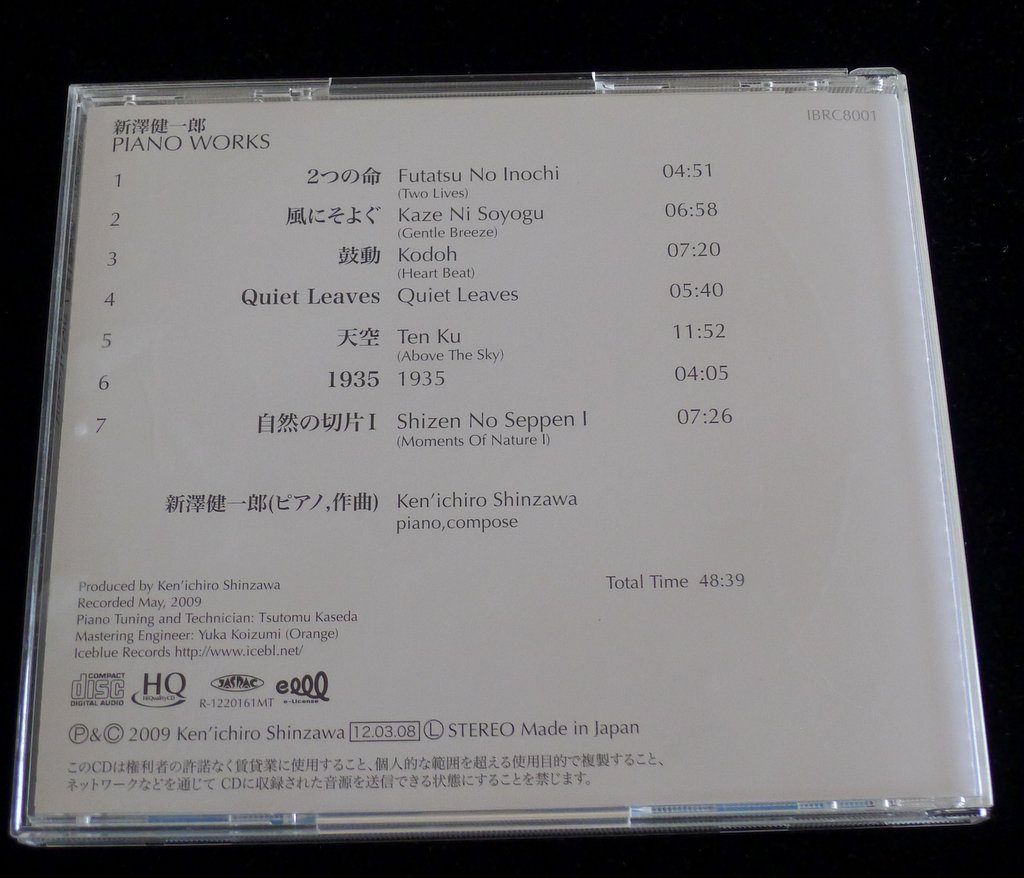 IBRC8001
新澤健一郎
PIANO WORKS
1 2つの命 Futatsu No Inochi 04:51
(Two Lives)
2 風にそよぐ Kaze Ni Soyogu 06:58
(Gentle Breeze)
3 鼓動 Kodoh 07:20
(Heart Beat)
4 Quiet Leaves Quiet Leaves 05:40
5 天空 Ten Ku 11:52
(Above The Sky)
6 1935 1935 04:05
7 自然の切片 I Shizen No Seppen I 07:26
(Moments Of Nature I)
新澤健一郎(ピアノ,作曲) Ken'ichiro Shinzawa
piano,compose
Total Time 48:39
Produced by Ken'ichiro Shinzawa
Recorded May, 2009
Piano Tuning and Technician: Tsutomu Kaseda
Mastering Engineer: Yuka Koizumi (Orange)
Iceblue Records http://www.icebl.net/
COMPACT disc DIGITAL AUDIO HQ HiQualityCD JASRAC R-1220161MT e-License
Ⓟ&© 2009 Ken'ichiro Shinzawa 12.03.08 Ⓛ STEREO Made in Japan
このCDは権利者の許諾なく賃貸業に使用すること、個人的な範囲を超える使用目的で複製すること、
ネットワークなどを通じて CDに収録された音源を送信できる状態にすることを禁じます。